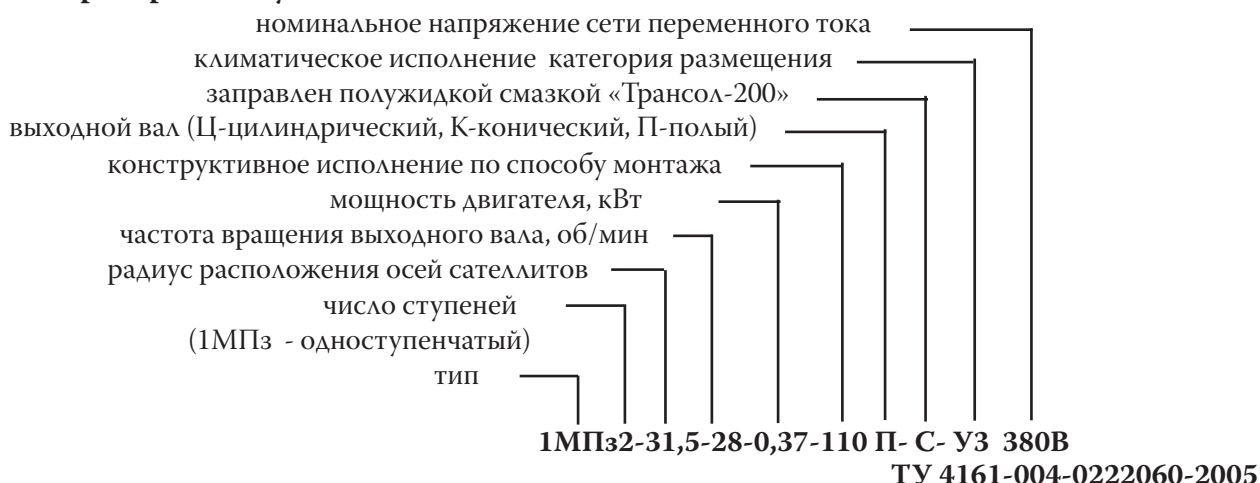 номинальное напряжение сети переменного тока
климатическое исполнение категория размещения
заправлен полужидкой смазкой «Трансол-200»
выходной вал (Ц-цилиндрический, К-конический, П-полый)
конструктивное исполнение по способу монтажа
мощность двигателя, кВт
частота вращения выходного вала, об/мин
радиус расположения осей сателлитов
число ступеней
(1МПз - одноступенчатый)
тип
1МПз2-31,5-28-0,37-110 П- С- У3 380В
ТУ 4161-004-0222060-2005